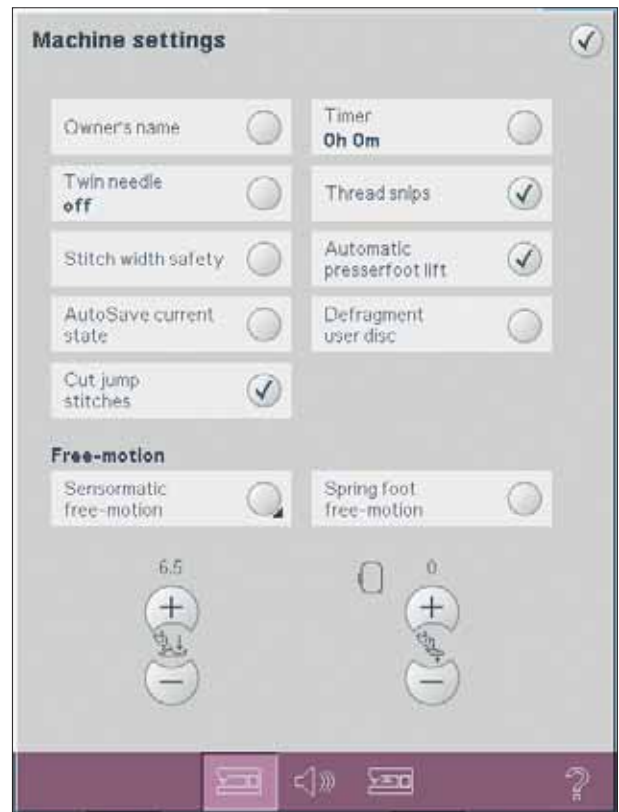 Machine settings
Owner's name
Timer
0h 0m
Twin needle
off
Thread snips
Stitch width safety
Automatic
presserfoot lift
AutoSave current
state
Defragment
user disc
Cut jump
stitches
Free-motion
Sensormatic
free-motion
Spring foot
free-motion
6.5
0
+
+
−
−
?